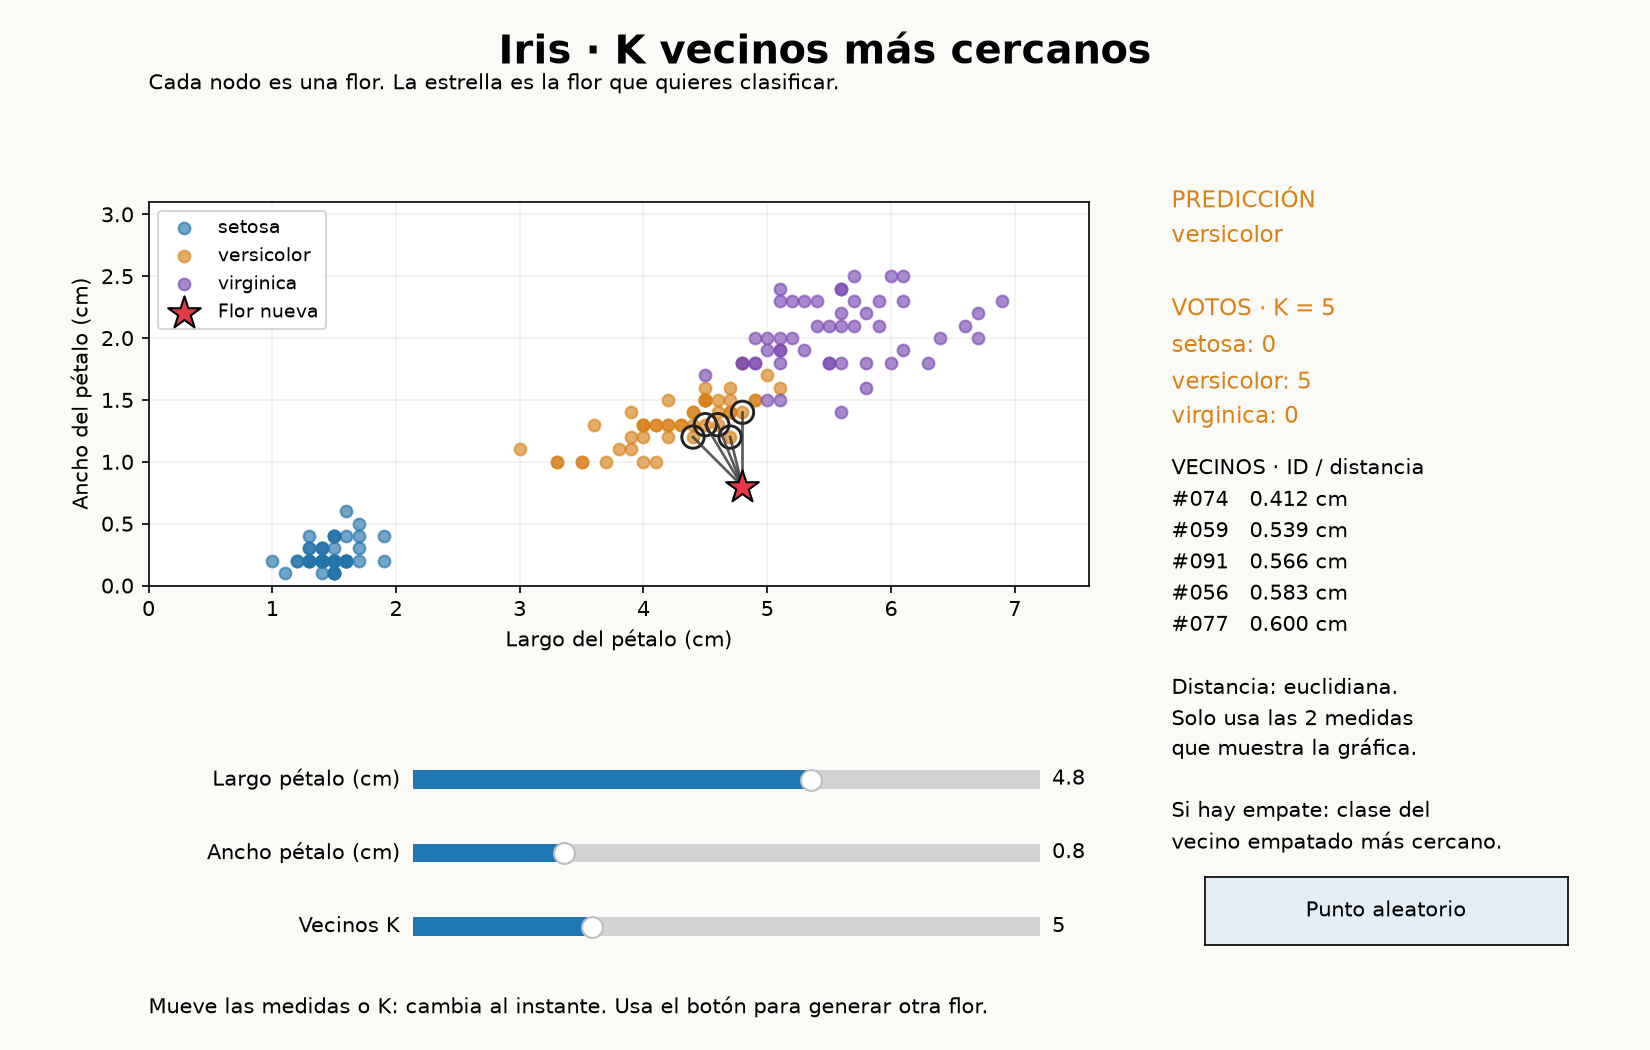 Iris · K vecinos más cercanos
Cada nodo es una flor. La estrella es la flor que quieres clasificar.
3.0
2.5
2.0
1.5
1.0
0.5
0.0
Ancho del pétalo (cm)
setosa
versicolor
virginica
Flor nueva
0 1 2 3 4 5 6 7
Largo del pétalo (cm)
PREDICCIÓN
versicolor
VOTOS · K = 5
setosa: 0
versicolor: 5
virginica: 0
VECINOS · ID / distancia
#074 0.412 cm
#059 0.539 cm
#091 0.566 cm
#056 0.583 cm
#077 0.600 cm
Distancia: euclidiana.
Solo usa las 2 medidas
que muestra la gráfica.
Si hay empate: clase del
vecino empatado más cercano.
Punto aleatorio
Largo pétalo (cm) 4.8
Ancho pétalo (cm) 0.8
Vecinos K 5
Mueve las medidas o K: cambia al instante. Usa el botón para generar otra flor.